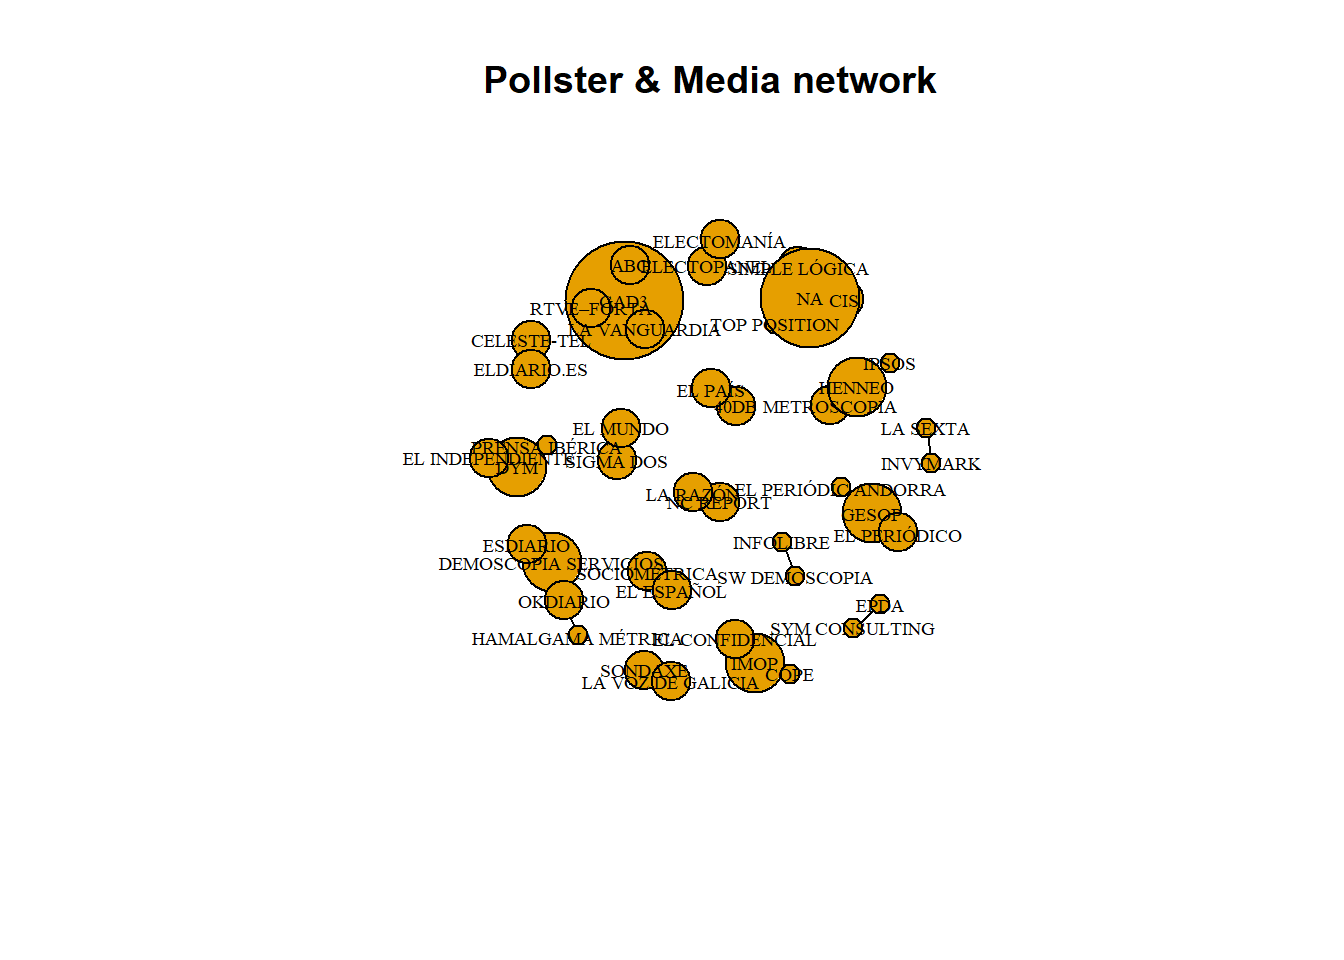 Pollster & Media network
ELECTOMANÍA
ABC
ELECTOPANEL
SIMPLE LÓGICA
GAD3
NA
CIS
RTVE–FORTA
LA VANGUARDIA
TOP POSITION
CELESTE-TEL
ELDIARIO.ES
IPSOS
EL PAÍS
HENNEO
40DB
METROSCOPIA
EL MUNDO
LA SEXTA
PRENSA IBÉRICA
EL INDEPENDIENTE
DYM
SIGMA DOS
INVYMARK
LA RAZÓN
NC REPORT
EL PERIÓDIC ANDORRA
GESOP
EL PERIÓDICO
ESDIARIO
INFOLIBRE
DEMOSCOPIA SERVICIOS
SOCIOMÉTRICA
SW DEMOSCOPIA
EL ESPAÑOL
OKDIARIO
EPDA
SYM CONSULTING
HAMALGAMA MÉTRICA
EL CONFIDENCIAL
IMOP
SONDAXE
COPE
LA VOZ DE GALICIA